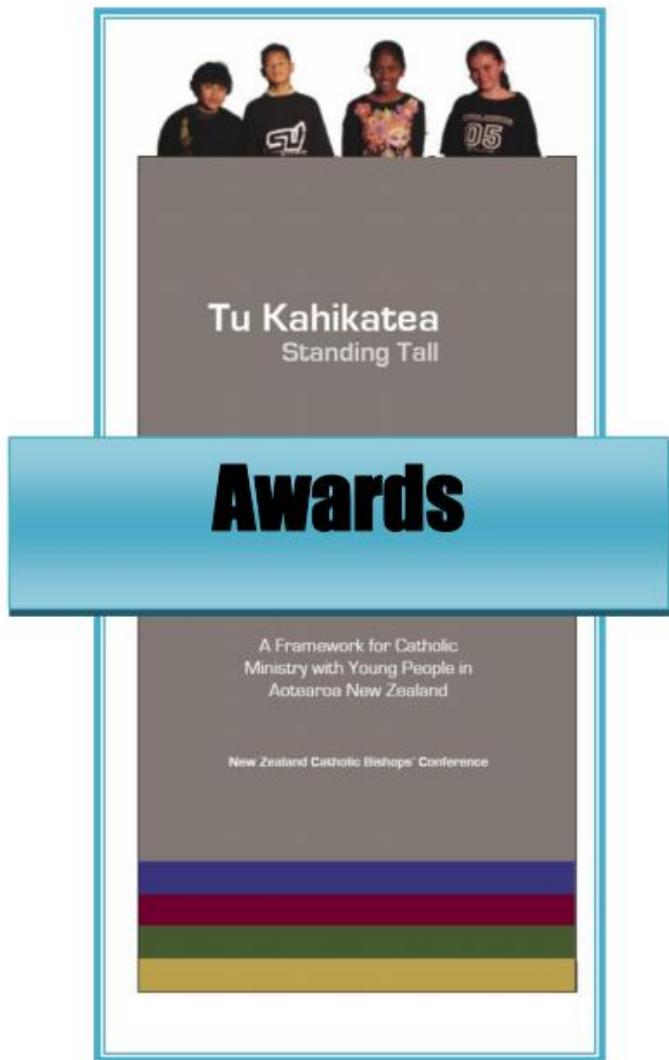 05
Tu Kahikatea
Standing Tall
Awards
A Framework for Catholic
Ministry with Young People in
Aotearoa New Zealand
New Zealand Catholic Bishops' Conference